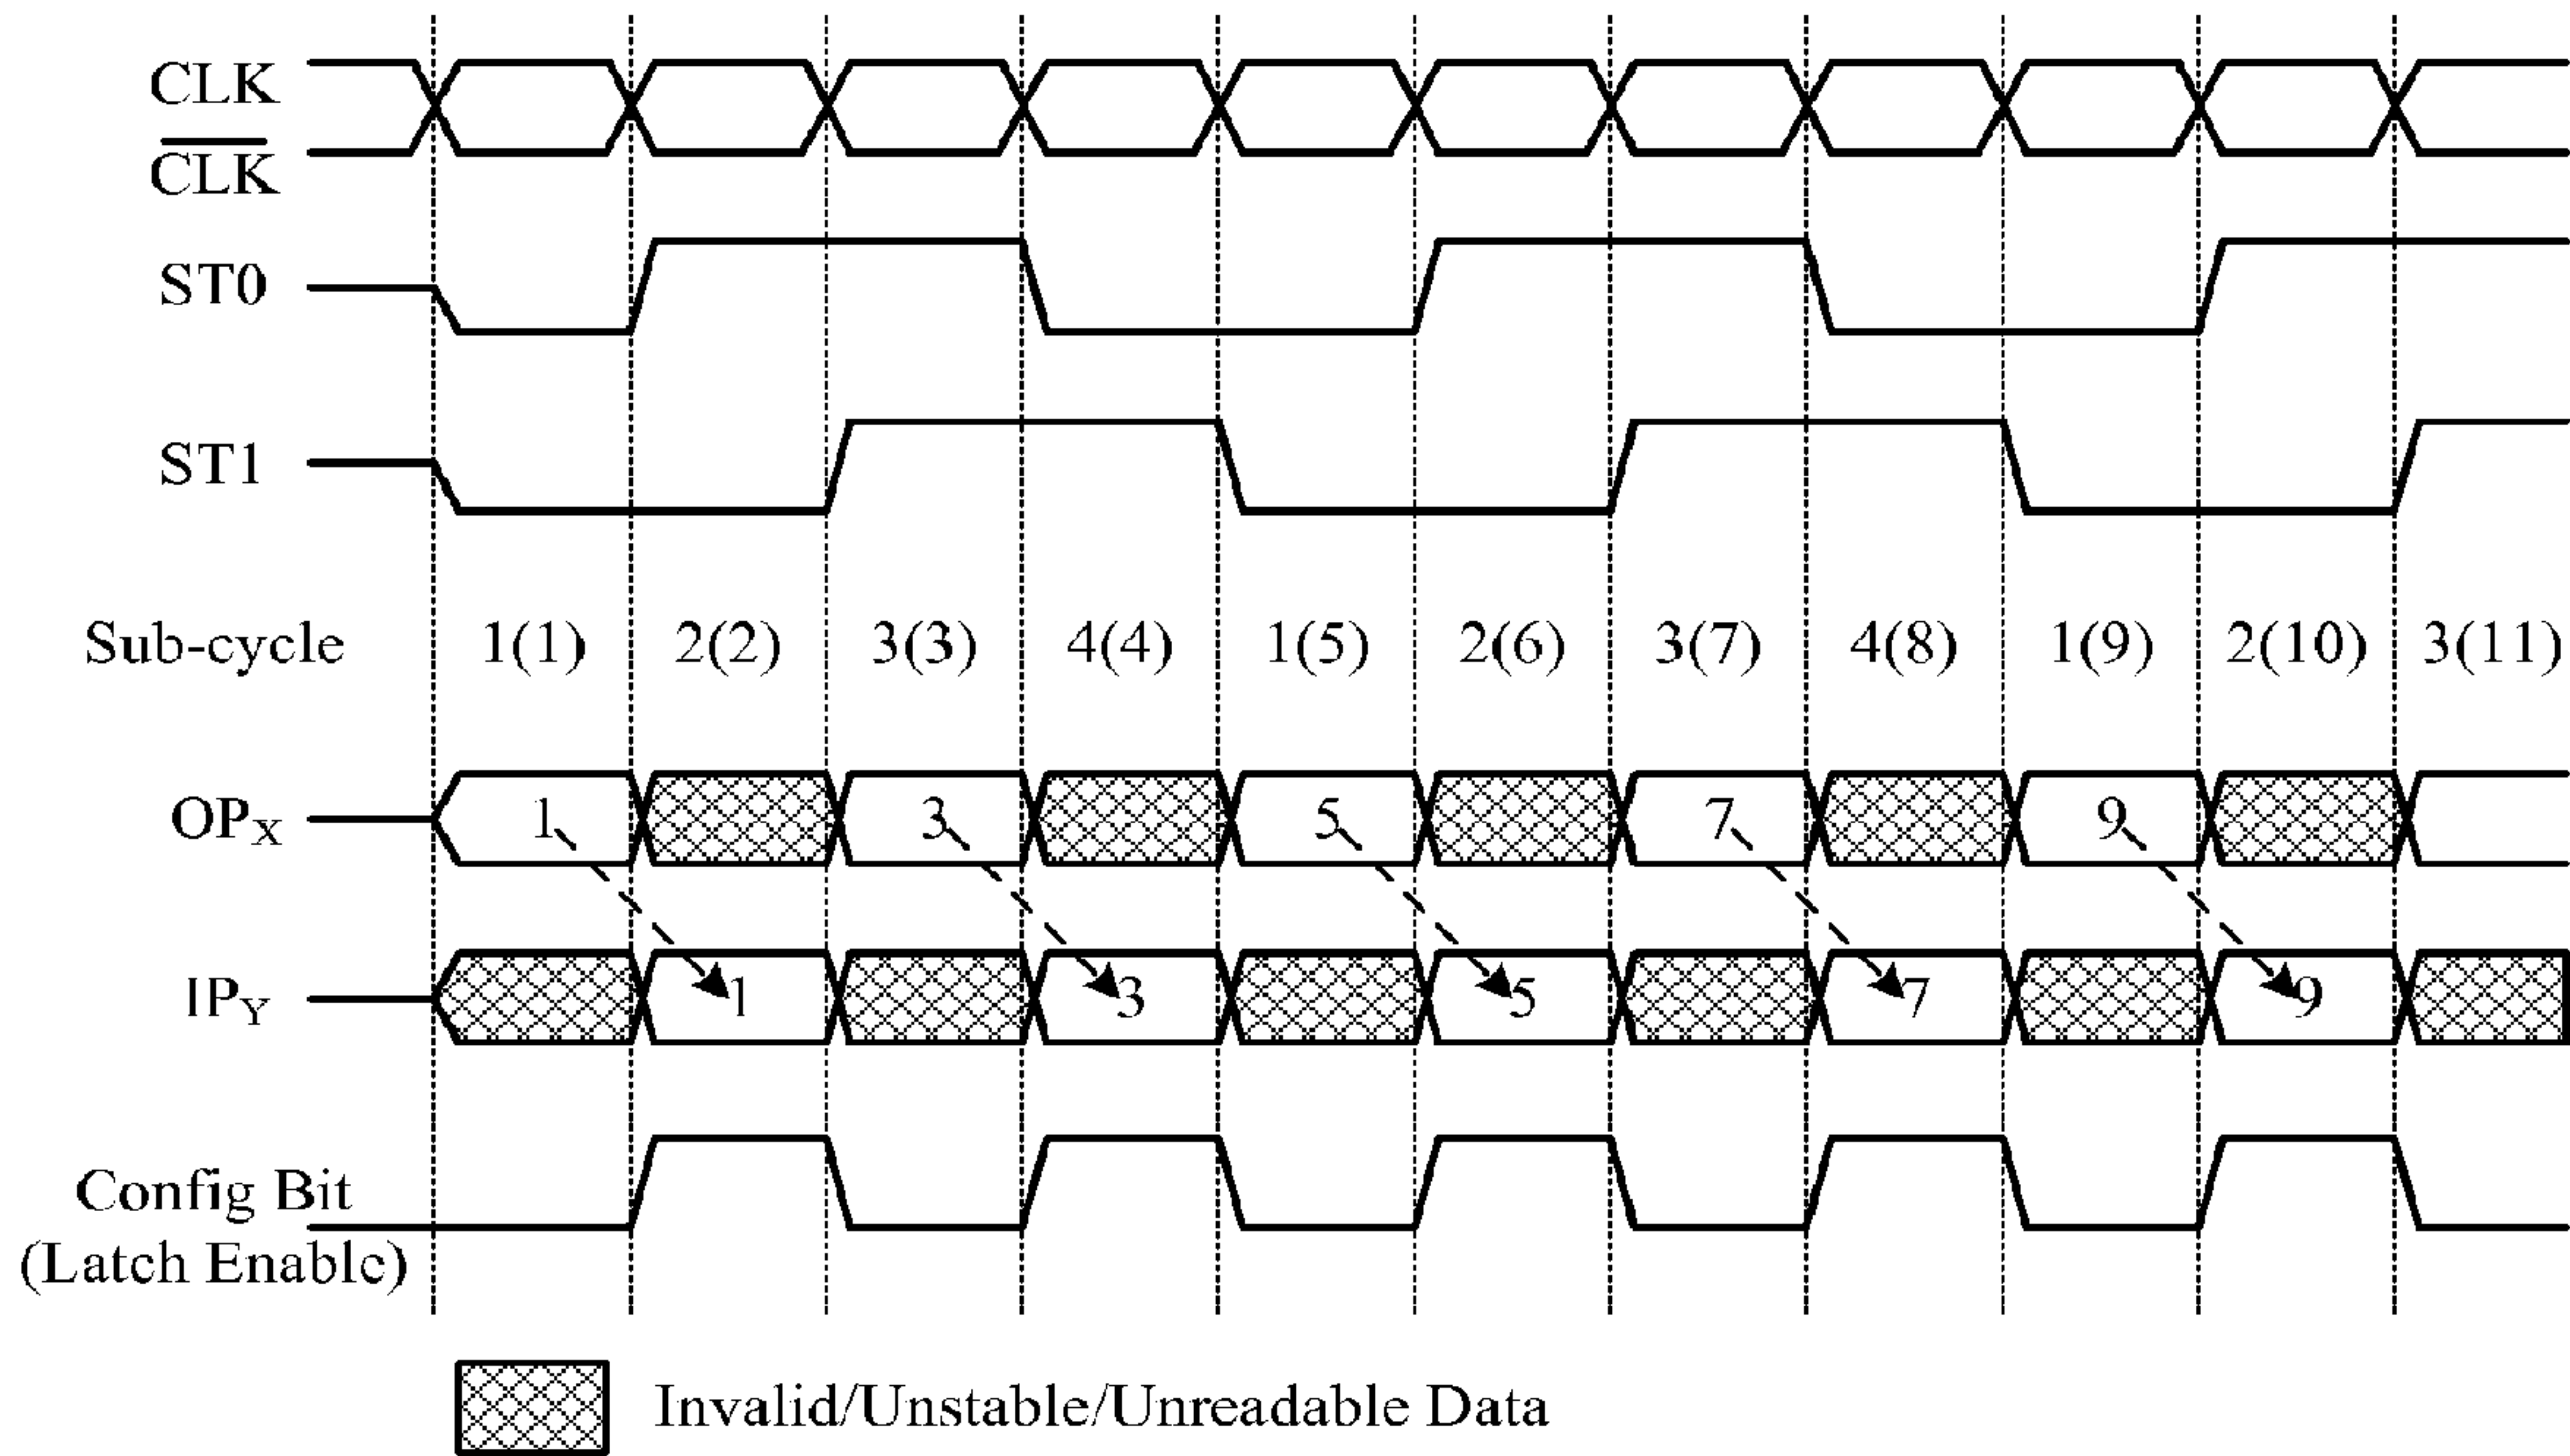 CLK
CLK
ST0
ST1
Sub-cycle 1(1) 2(2) 3(3) 4(4) 1(5) 2(6) 3(7) 4(8) 1(9) 2(10) 3(11)
OPX 1 3 5 7 9
IPY 1 3 5 7 9
Config Bit
(Latch Enable)
Invalid/Unstable/Unreadable Data